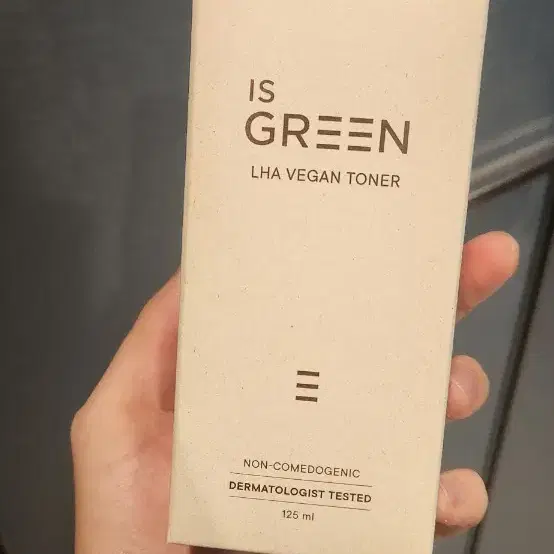 IS
GREEN
LHA VEGAN TONER
NON-COMEDOGENIC
DERMATOLOGIST TESTED
125 ml